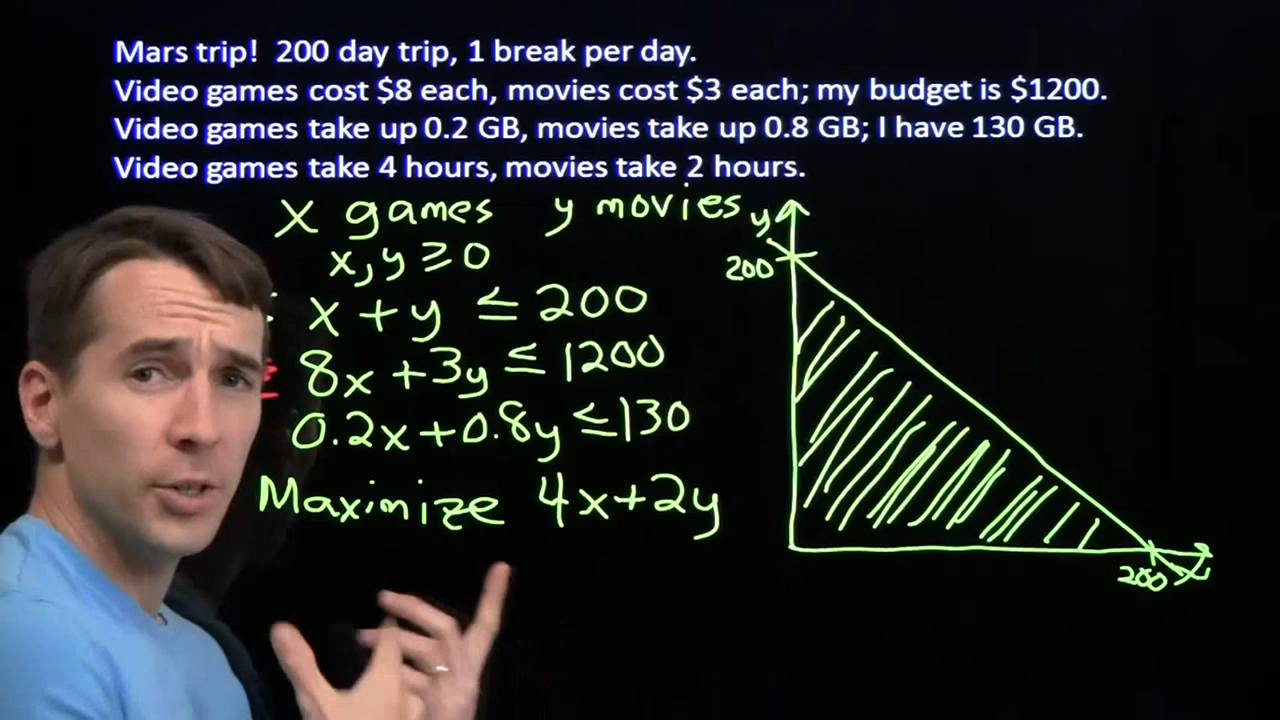 Mars trip! 200 day trip, 1 break per day.
Video games cost $8 each, movies cost $3 each; my budget is $1200.
Video games take up 0.2 GB, movies take up 0.8 GB; I have 130 GB.
Video games take 4 hours, movies take 2 hours.
x games y movies
x, y ≥ 0
x + y ≤ 200
8x + 3y ≤ 1200
0.2x + 0.8y ≤ 130
Maximize 4x + 2y
y
200
200
x